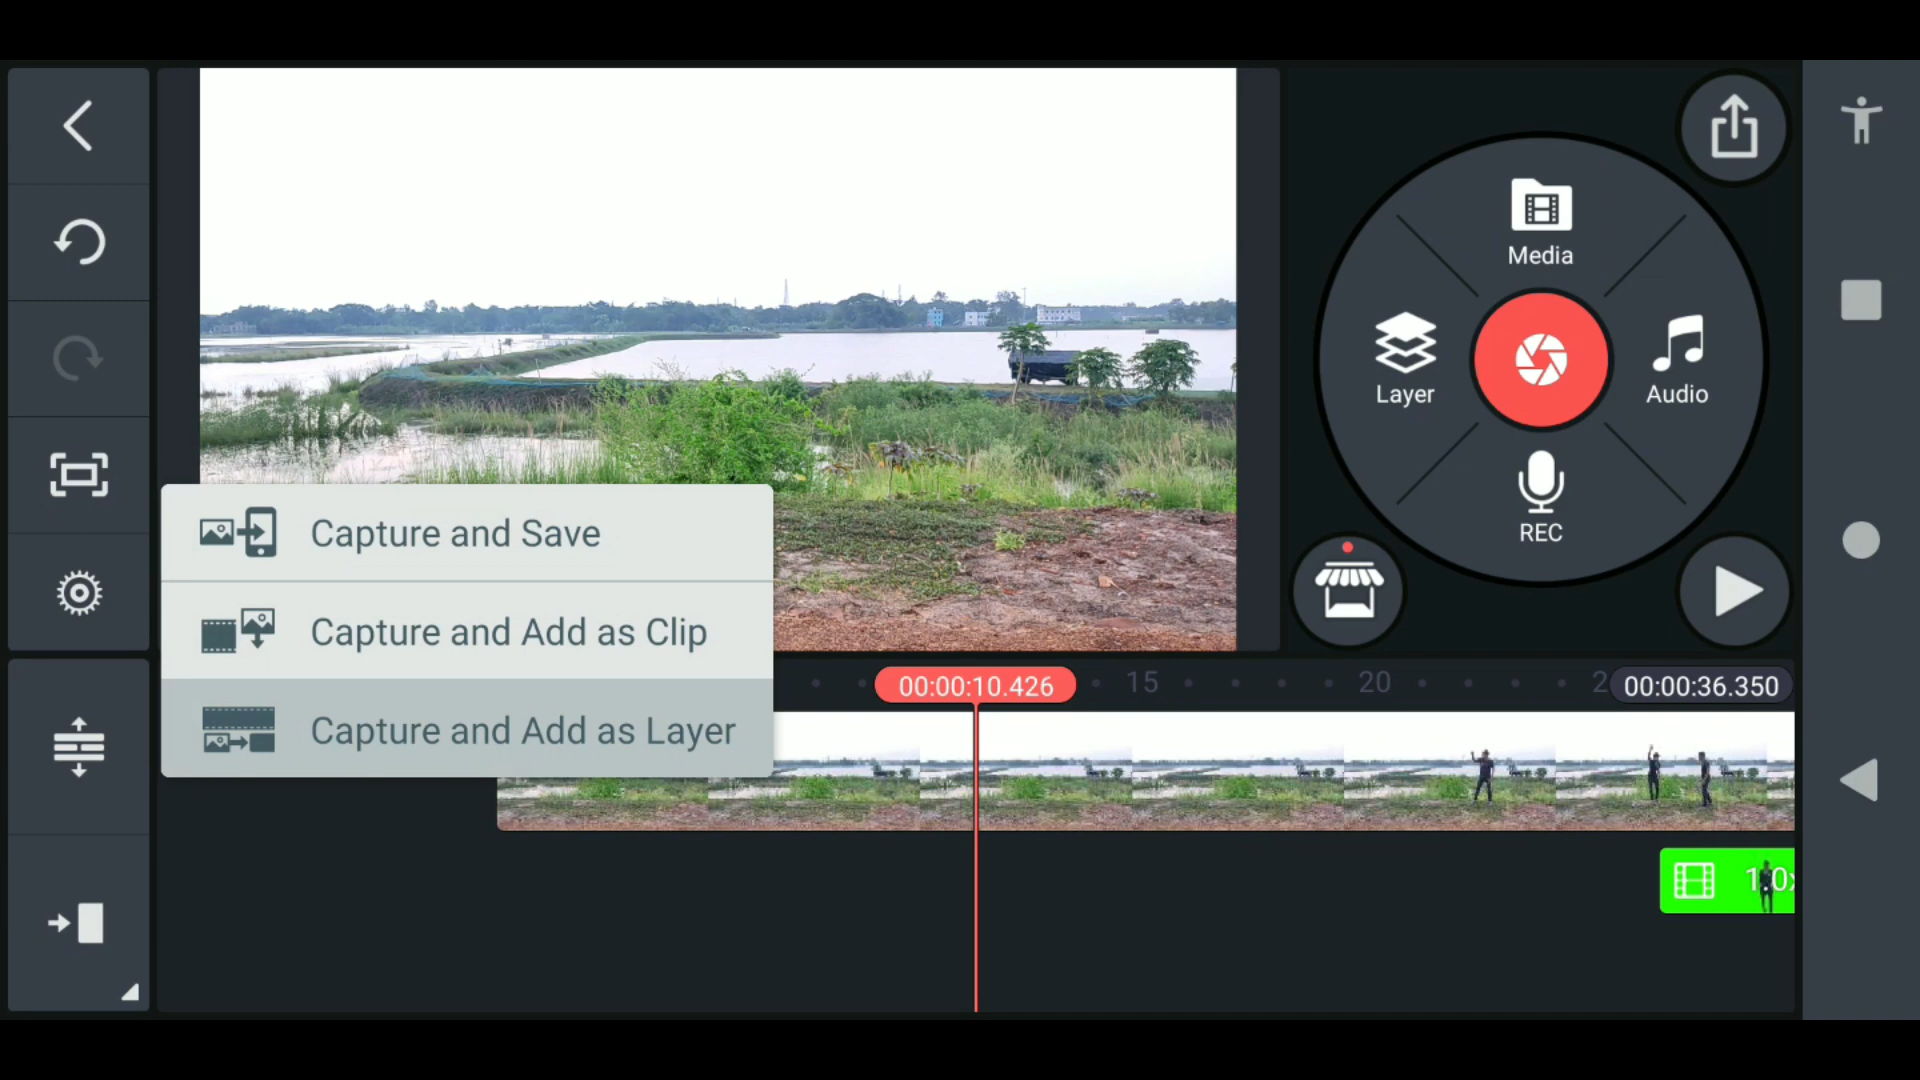 Media
Layer
Audio
REC
Capture and Save
Capture and Add as Clip
Capture and Add as Layer
00:00:10.426
15
20
00:00:36.350